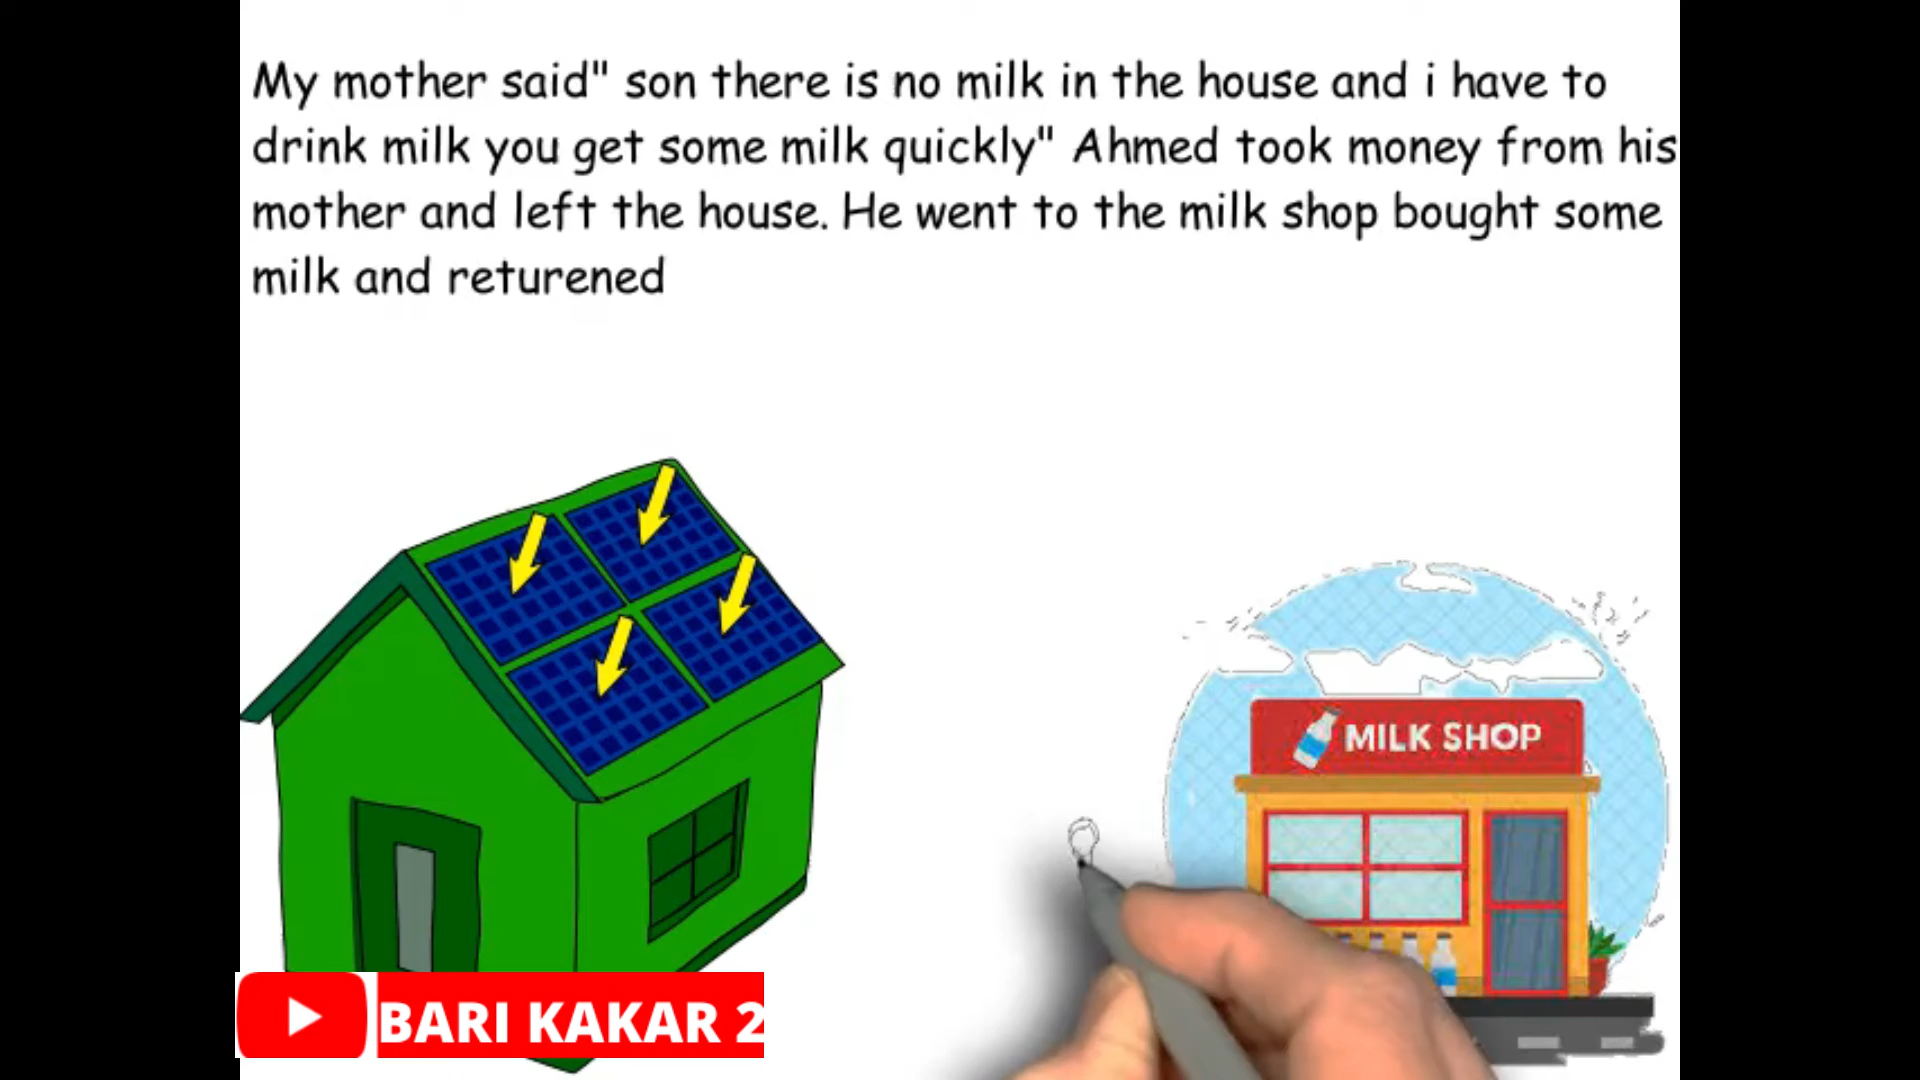 My mother said" son there is no milk in the house and i have to
drink milk you get some milk quickly" Ahmed took money from his
mother and left the house. He went to the milk shop bought some
milk and returened
MILK SHOP
BARI KAKAR 2